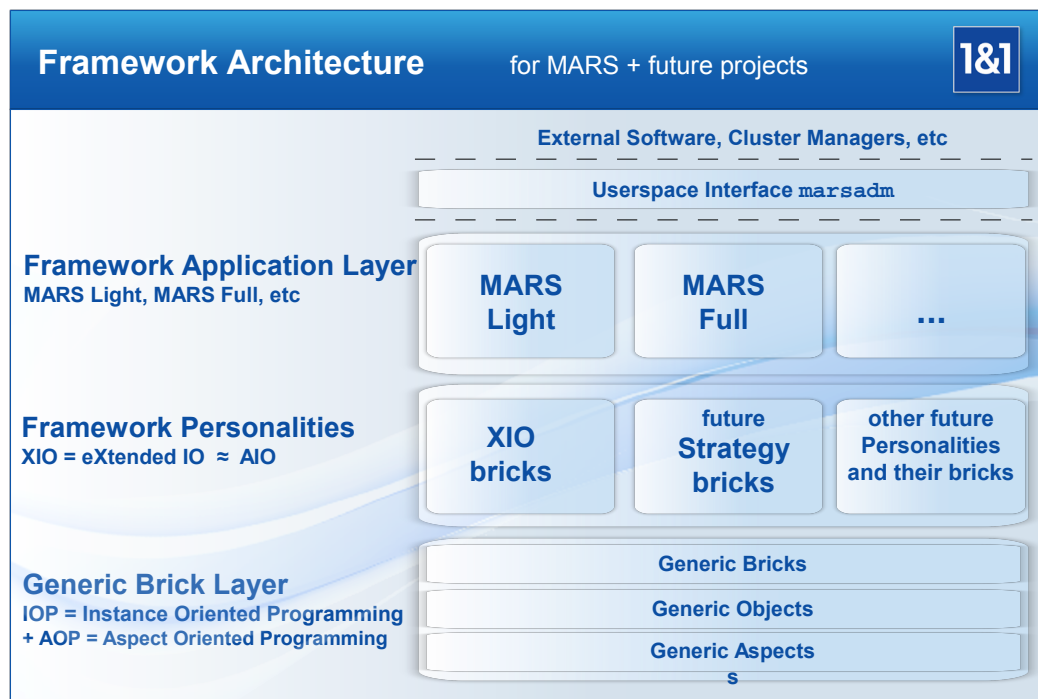 Framework Architecture for MARS + future projects
1&1
External Software, Cluster Managers, etc
Userspace Interface marsadm
Framework Application Layer
MARS Light, MARS Full, etc
MARS
Light
MARS
Full
...
Framework Personalities
XIO = eXtended IO ≈ AIO
XIO
bricks
future
Strategy
bricks
other future
Personalities
and their bricks
Generic Brick Layer
IOP = Instance Oriented Programming
+ AOP = Aspect Oriented Programming
Generic Bricks
Generic Objects
Generic Aspects
s